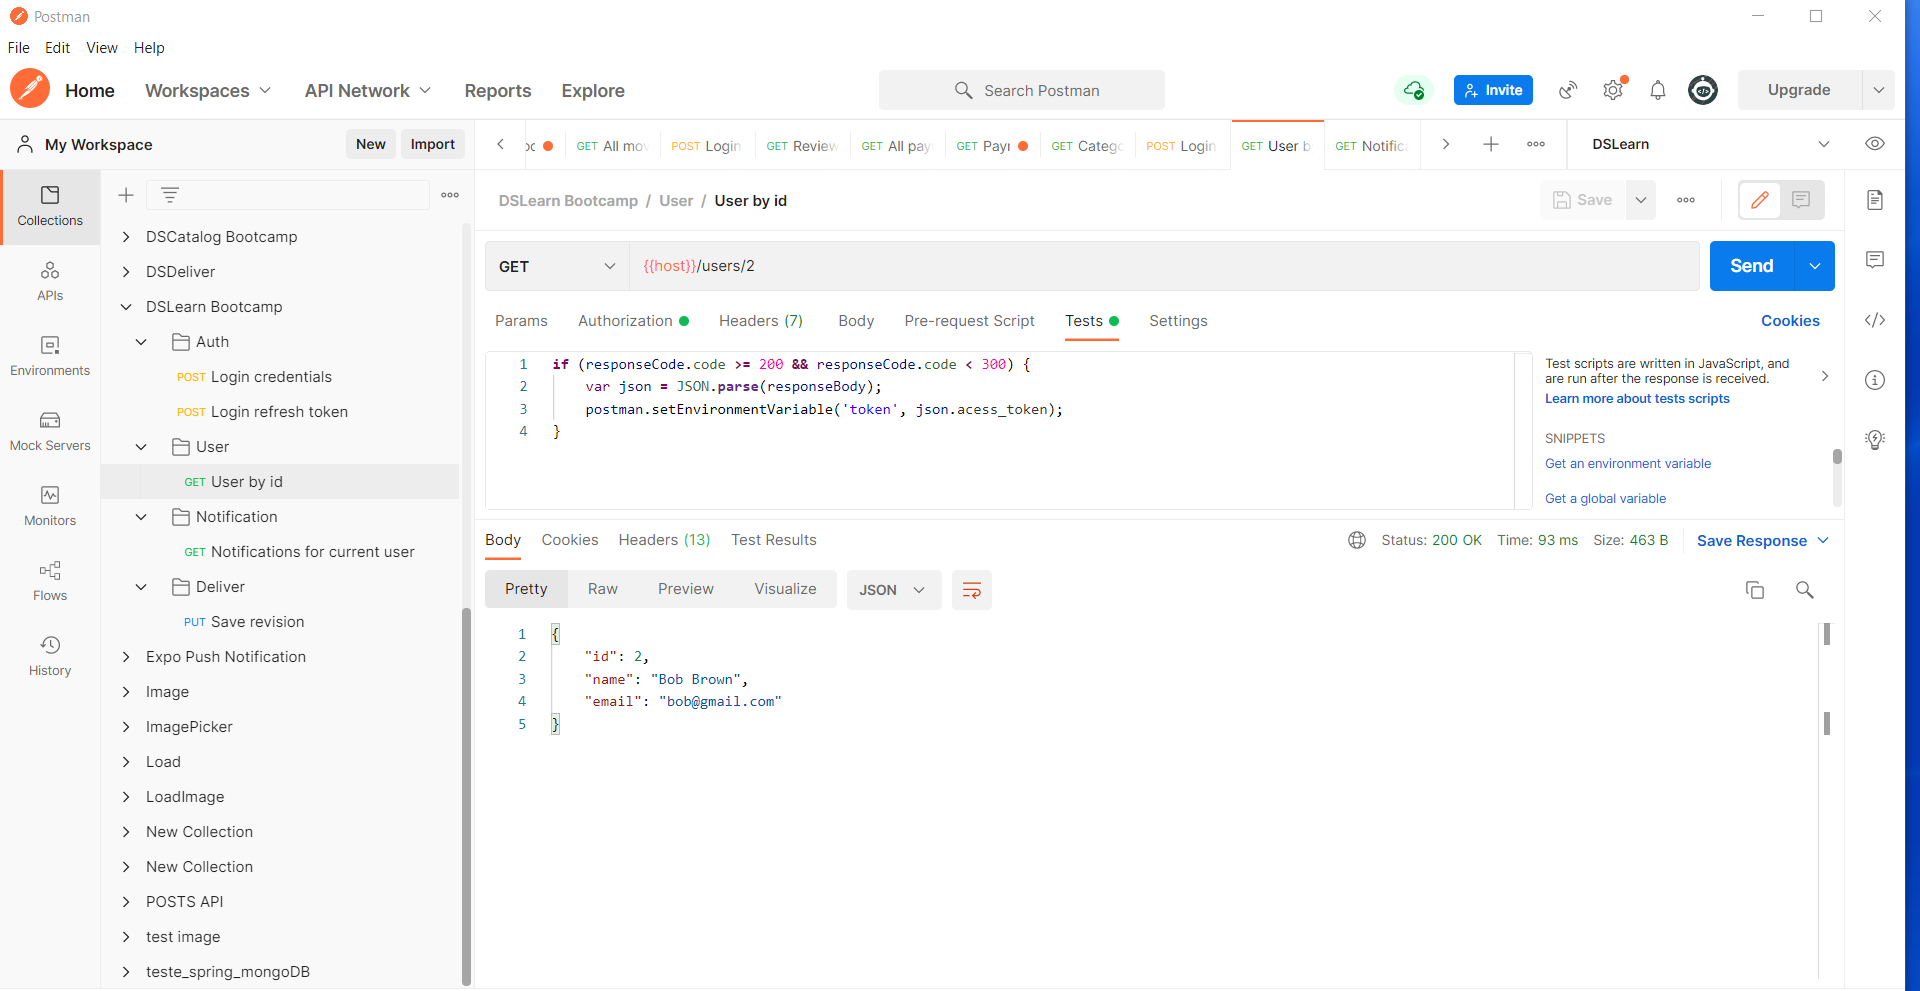 Postman
File Edit View Help
Home Workspaces API Network Reports Explore Search Postman Invite Upgrade
My Workspace New Import
GET All mov POST Login GET Review GET All pay GET Payı GET Catego POST Login GET User b GET Notific DSLearn
Collections
APIs
Environments
Mock Servers
Monitors
Flows
History
DSCatalog Bootcamp
DSDeliver
DSLearn Bootcamp
Auth
POST Login credentials
POST Login refresh token
User
GET User by id
Notification
GET Notifications for current user
Deliver
PUT Save revision
Expo Push Notification
Image
ImagePicker
Load
LoadImage
New Collection
New Collection
POSTS API
test image
teste_spring_mongoDB
DSLearn Bootcamp / User / User by id Save
GET {{host}}/users/2 Send
Params Authorization Headers (7) Body Pre-request Script Tests Settings Cookies
1 if (responseCode.code >= 200 && responseCode.code < 300) {
2 var json = JSON.parse(responseBody);
3 postman.setEnvironmentVariable('token', json.acess_token);
4 }
Test scripts are written in JavaScript, and
are run after the response is received.
Learn more about tests scripts
SNIPPETS
Get an environment variable
Get a global variable
Body Cookies Headers (13) Test Results Status: 200 OK Time: 93 ms Size: 463 B Save Response
Pretty Raw Preview Visualize JSON
1 {
2 "id": 2,
3 "name": "Bob Brown",
4 "email": "bob@gmail.com"
5 }